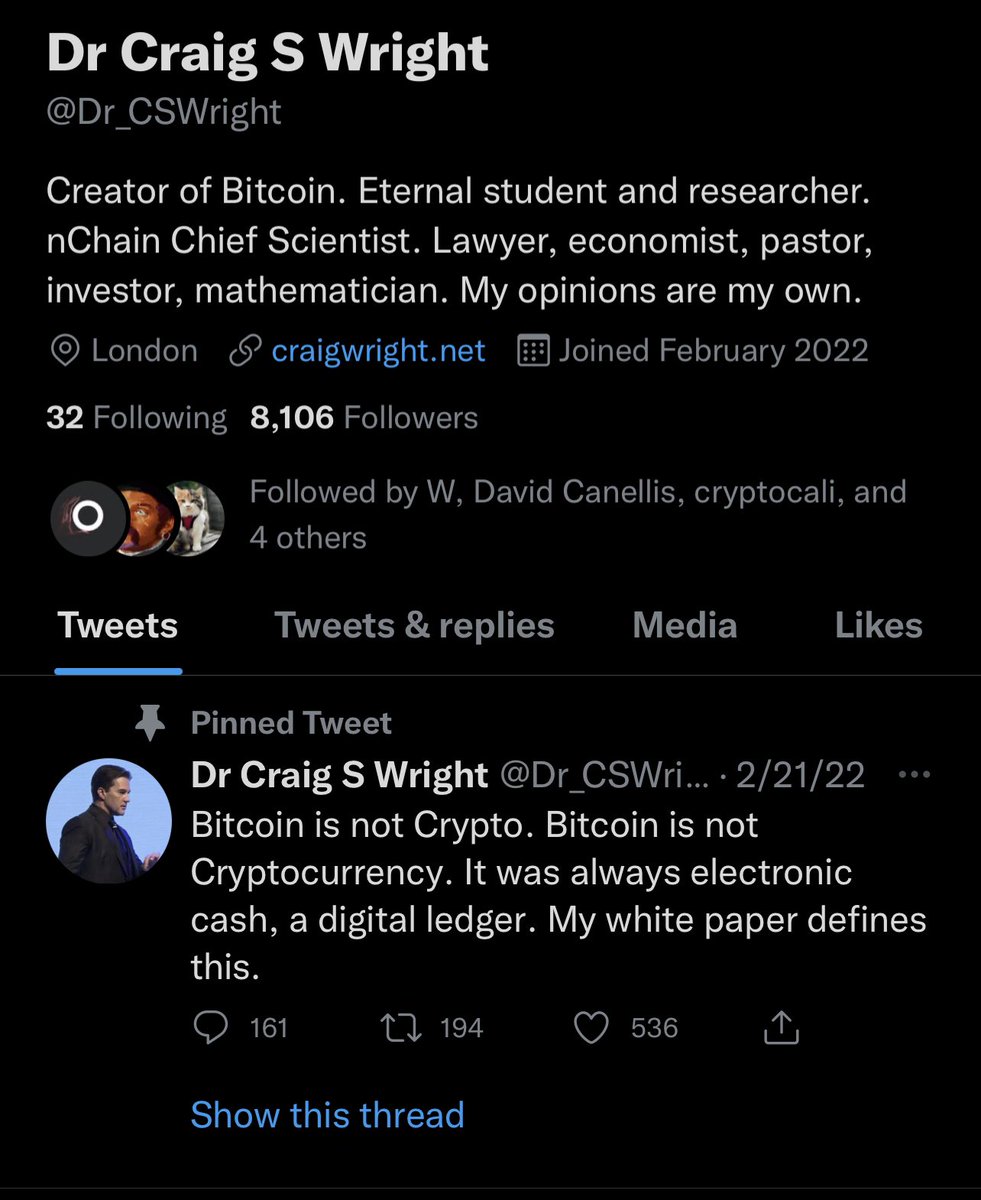 Dr Craig S Wright
@Dr_CSWright
Creator of Bitcoin. Eternal student and researcher.
nChain Chief Scientist. Lawyer, economist, pastor,
investor, mathematician. My opinions are my own.
London craigwright.net Joined February 2022
32 Following 8,106 Followers
Followed by W, David Canellis, cryptocali, and
4 others
Tweets Tweets & replies Media Likes
Pinned Tweet
Dr Craig S Wright @Dr_CSWri... · 2/21/22
Bitcoin is not Crypto. Bitcoin is not
Cryptocurrency. It was always electronic
cash, a digital ledger. My white paper defines
this.
161 194 536
Show this thread